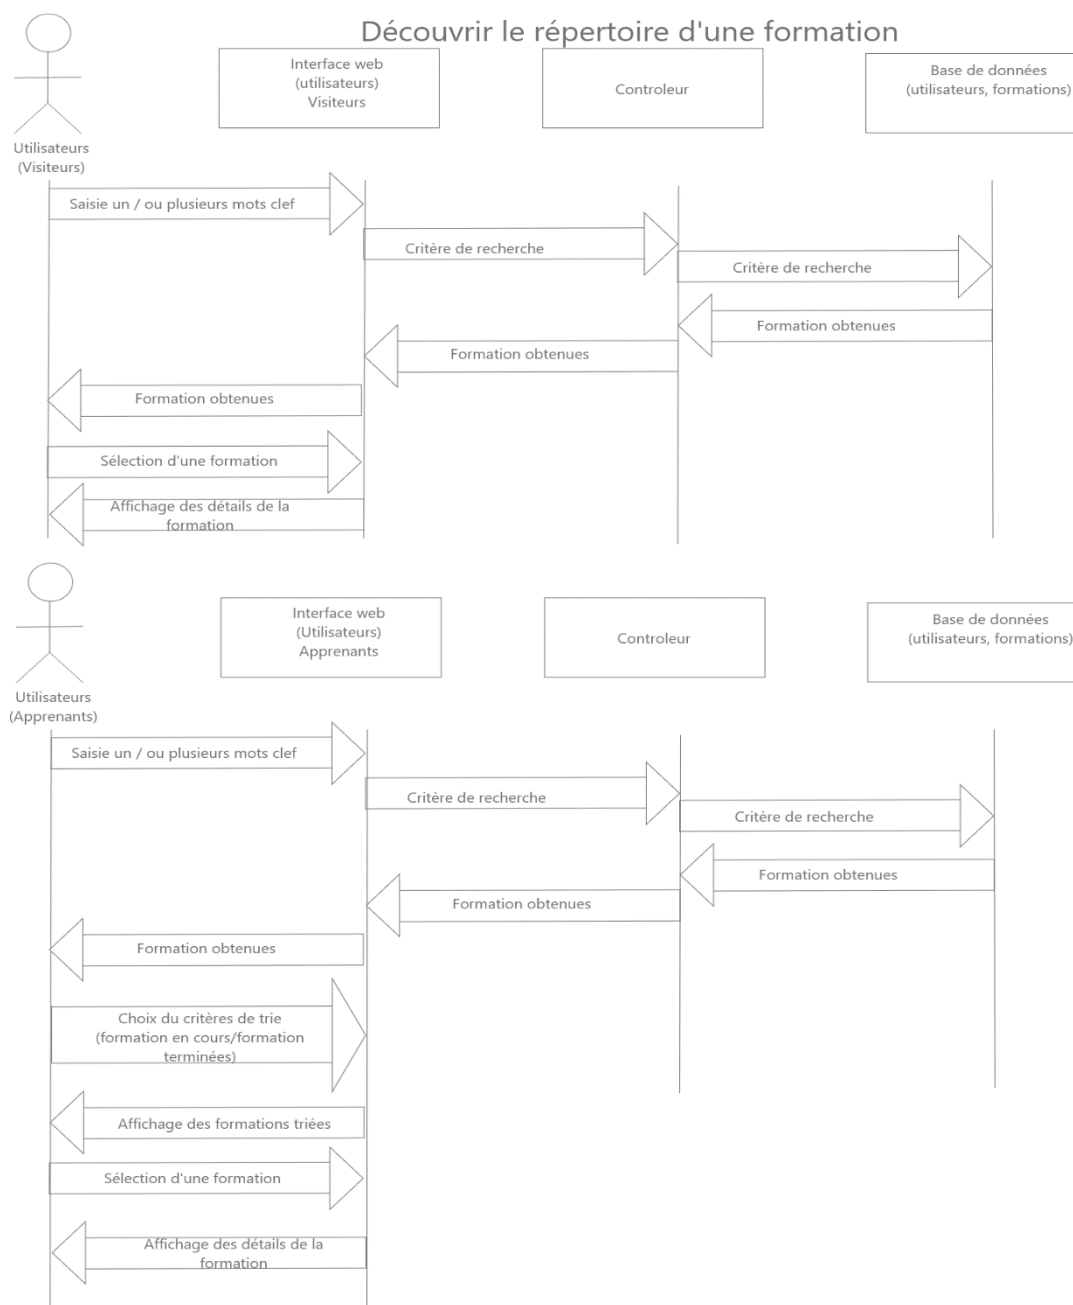 Découvrir le répertoire d'une formation
Interface web
(utilisateurs)
Visiteurs
Controleur
Base de données
(utilisateurs, formations)
Utilisateurs
(Visiteurs)
Saisie un / ou plusieurs mots clef
Critère de recherche
Critère de recherche
Formation obtenues
Formation obtenues
Formation obtenues
Sélection d'une formation
Affichage des détails de la
formation
Interface web
(Utilisateurs)
Apprenants
Controleur
Base de données
(utilisateurs, formations)
Utilisateurs
(Apprenants)
Saisie un / ou plusieurs mots clef
Critère de recherche
Critère de recherche
Formation obtenues
Formation obtenues
Formation obtenues
Choix du critères de trie
(formation en cours/formation
terminées)
Affichage des formations triées
Sélection d'une formation
Affichage des détails de la
formation